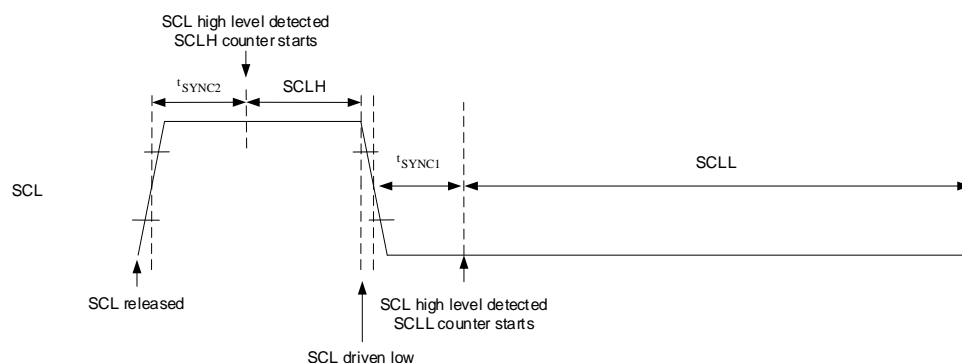 SCL high level detected
SCLH counter starts
tSYNC2
SCLH
tSYNC1
SCLL
SCL
SCL released
SCL high level detected
SCLL counter starts
SCL driven low